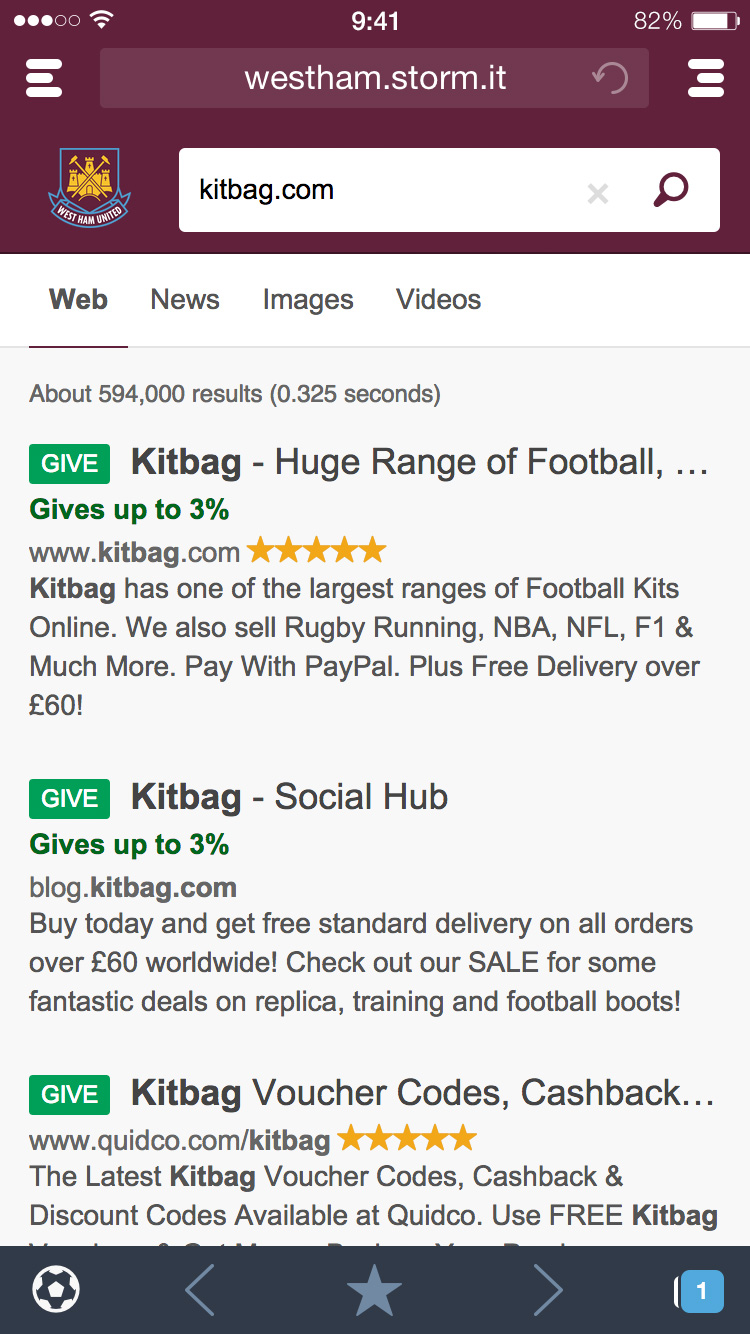 9:41
82%
westham.storm.it
WEST HAM UNITED
kitbag.com
Web News Images Videos
About 594,000 results (0.325 seconds)
GIVE Kitbag - Huge Range of Football, ...
Gives up to 3%
www.kitbag.com
Kitbag has one of the largest ranges of Football Kits
Online. We also sell Rugby Running, NBA, NFL, F1 &
Much More. Pay With PayPal. Plus Free Delivery over
£60!
GIVE Kitbag - Social Hub
Gives up to 3%
blog.kitbag.com
Buy today and get free standard delivery on all orders
over £60 worldwide! Check out our SALE for some
fantastic deals on replica, training and football boots!
GIVE Kitbag Voucher Codes, Cashback...
www.quidco.com/kitbag
The Latest Kitbag Voucher Codes, Cashback &
Discount Codes Available at Quidco. Use FREE Kitbag
1